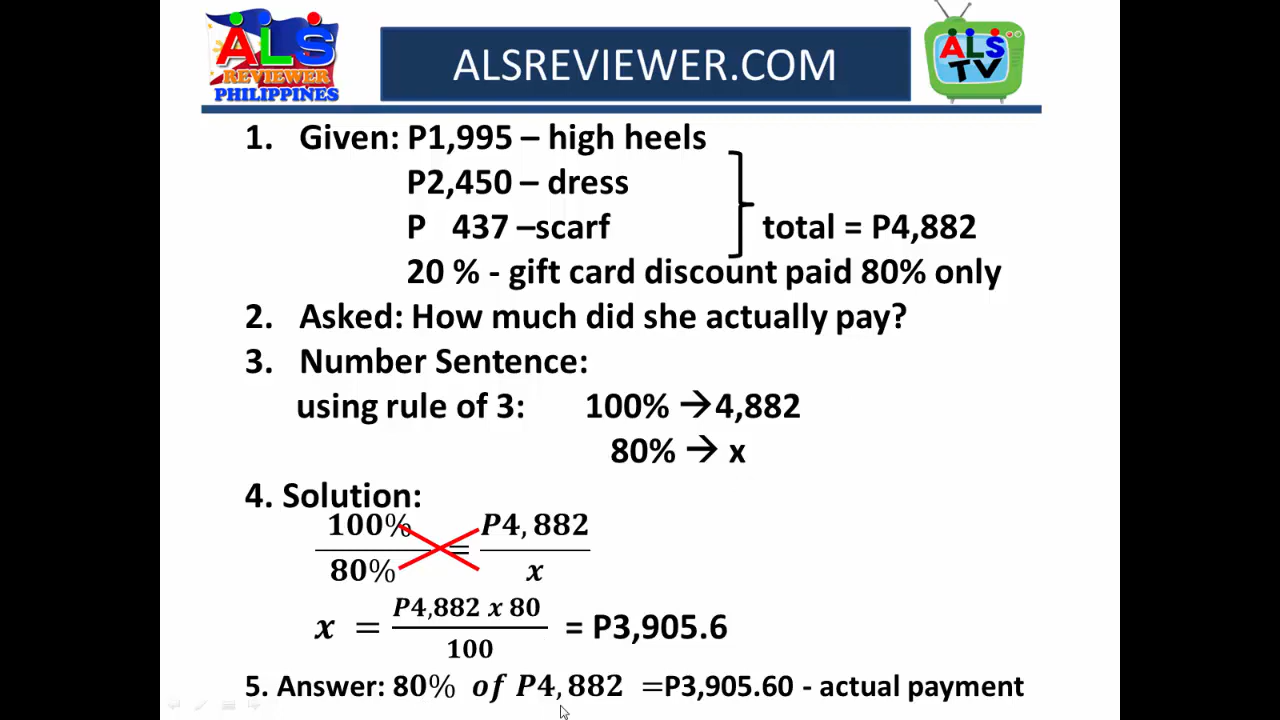 ALS
REVIEWER
PHILIPPINES
ALSREVIEWER.COM
ALS
TV
1. Given: P1,995 – high heels
P2,450 – dress
P 437 –scarf
total = P4,882
20 % - gift card discount paid 80% only
2. Asked: How much did she actually pay?
3. Number Sentence:
using rule of 3: 100% →4,882
80% → x
4. Solution:
100% / 80% = P4,882 / x
x = P4,882 x 80 / 100 = P3,905.6
5. Answer: 80% of P4,882 =P3,905.60 - actual payment